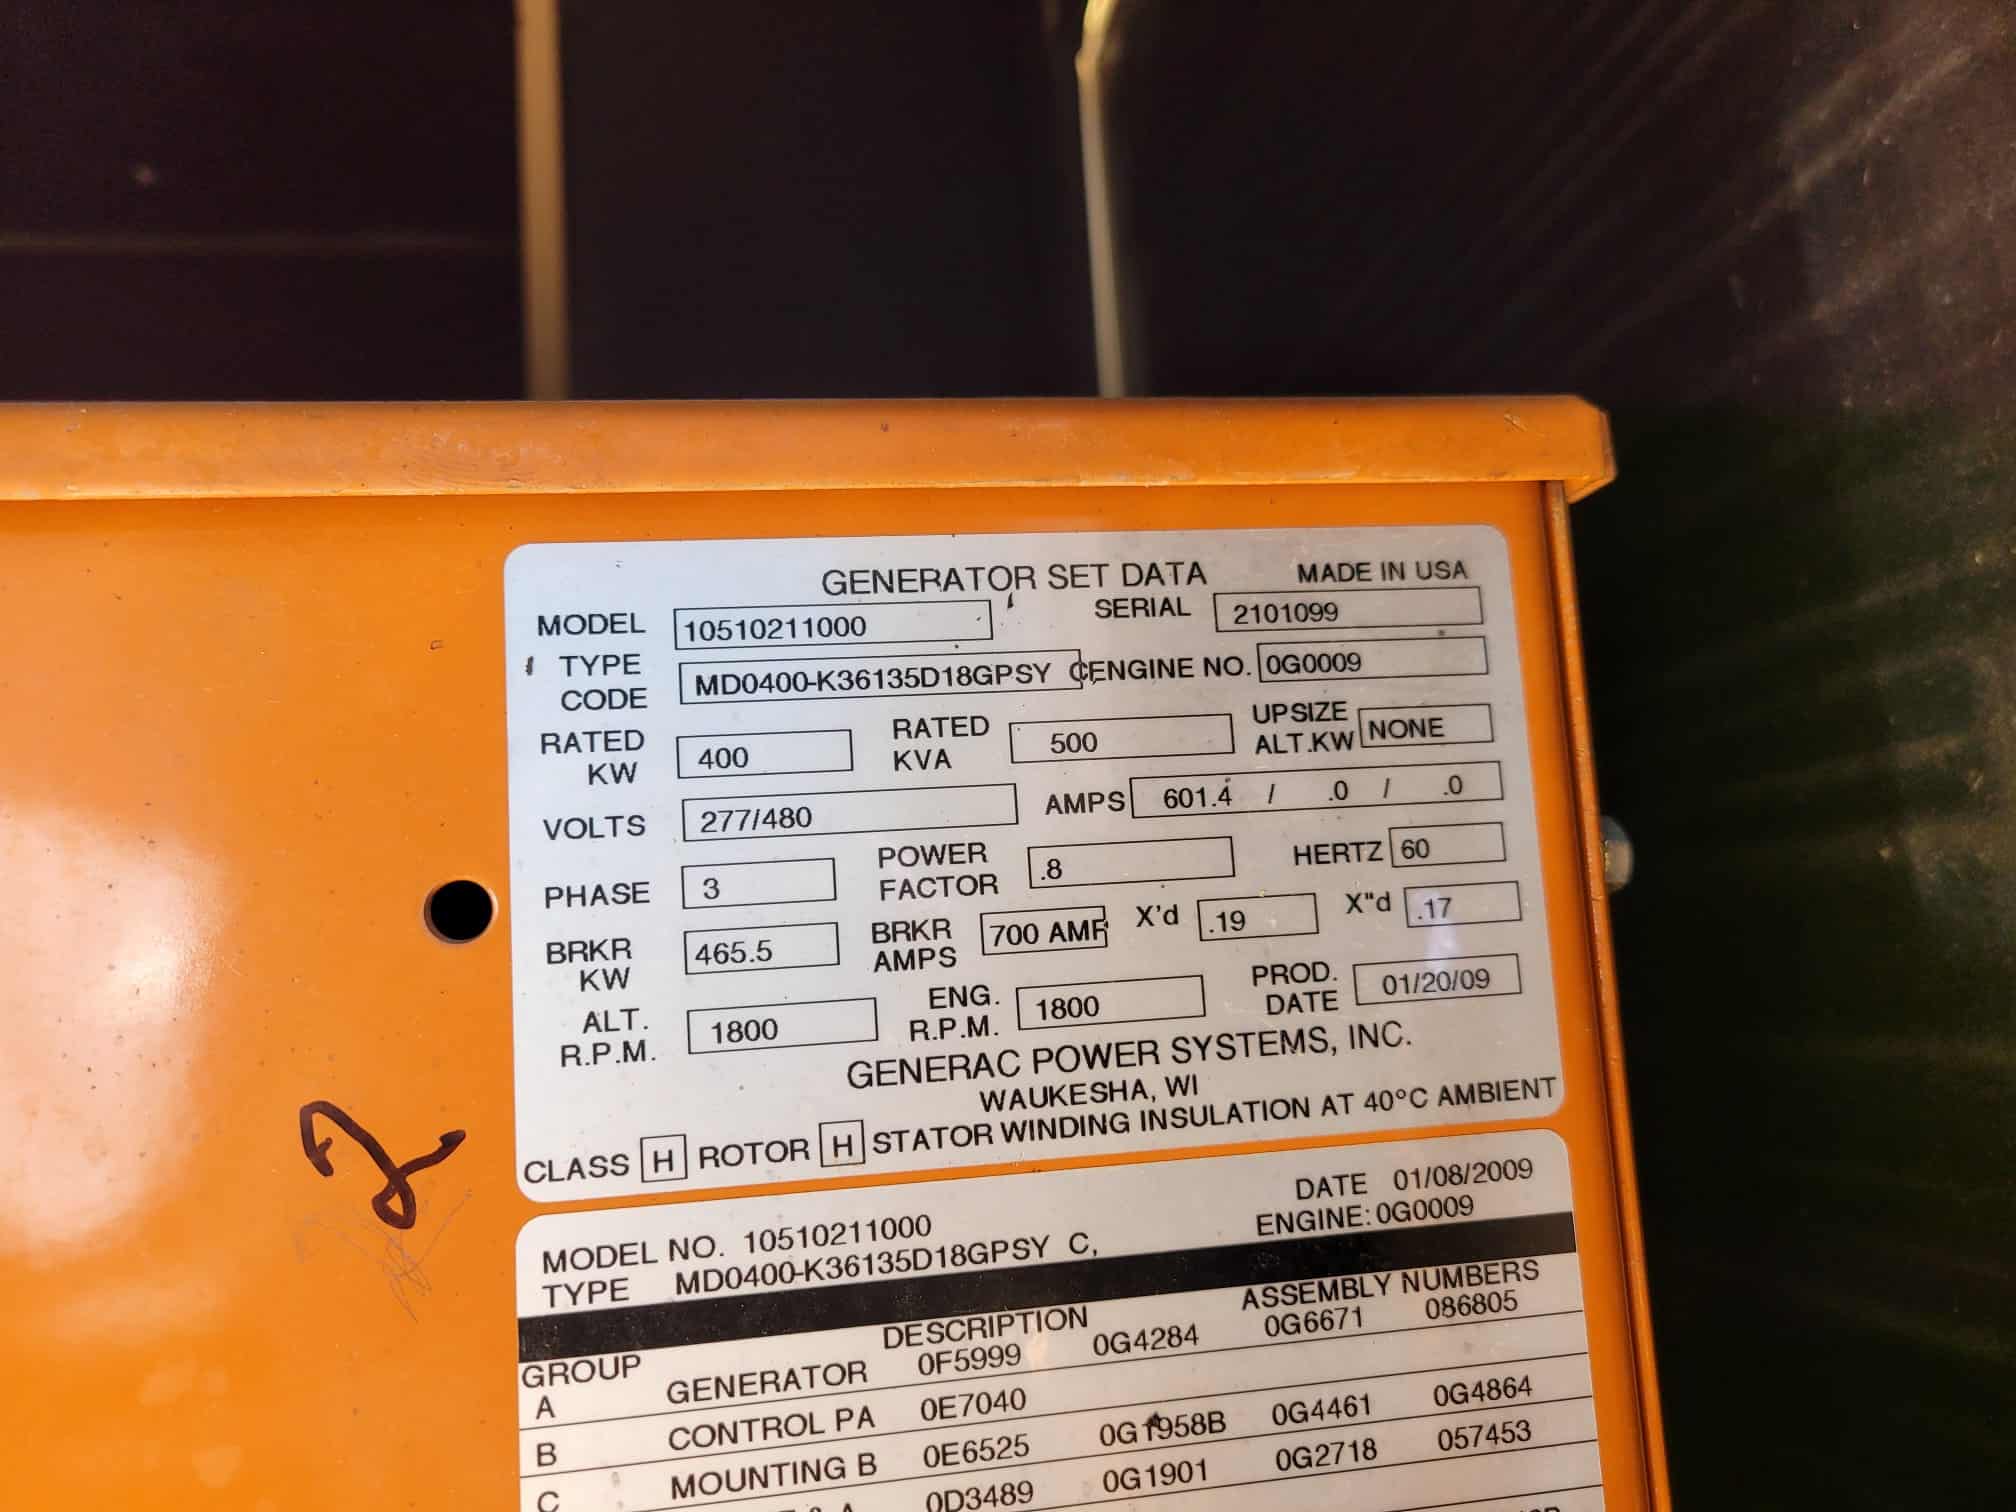 GENERATOR SET DATA MADE IN USA
MODEL 10510211000 SERIAL 2101099
TYPE CODE MD0400-K36135D18GPSY C, ENGINE NO. 0G0009
RATED KW 400 RATED KVA 500 UPSIZE ALT.KW NONE
VOLTS 277/480 AMPS 601.4 / .0 / .0
PHASE 3 POWER FACTOR .8 HERTZ 60
BRKR KW 465.5 BRKR AMPS 700 AMP X'd .19 X"d .17
ALT. R.P.M. 1800 ENG. R.P.M. 1800 PROD. DATE 01/20/09
GENERAC POWER SYSTEMS, INC.
WAUKESHA, WI
CLASS H ROTOR H STATOR WINDING INSULATION AT 40°C AMBIENT
2
MODEL NO. 10510211000 DATE 01/08/2009
TYPE MD0400-K36135D18GPSY C, ENGINE: 0G0009
GROUP DESCRIPTION ASSEMBLY NUMBERS
A GENERATOR 0F5999 0G4284 0G6671 086805
B CONTROL PA 0E7040
C MOUNTING B 0E6525 0G1958B 0G4461 0G4864
0D3489 0G1901 0G2718 057453